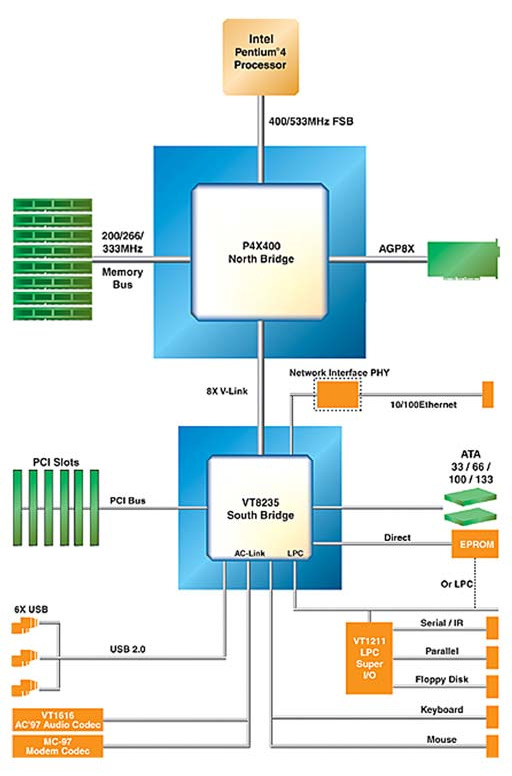 Intel
Pentium®4
Processor
400/533MHz FSB
200/266/
333MHz
Memory
Bus
P4X400
North Bridge
AGP8X
8X V-Link
Network Interface PHY
10/100Ethernet
PCI Slots
PCI Bus
VT8235
South Bridge
AC-Link
LPC
ATA
33 / 66 /
100 / 133
Direct
EPROM
Or LPC
6X USB
USB 2.0
VT1211
LPC
Super
I/O
Serial / IR
Parallel
Floppy Disk
Keyboard
Mouse
VT1616
AC'97 Audio Codec
MC-97
Modem Codec